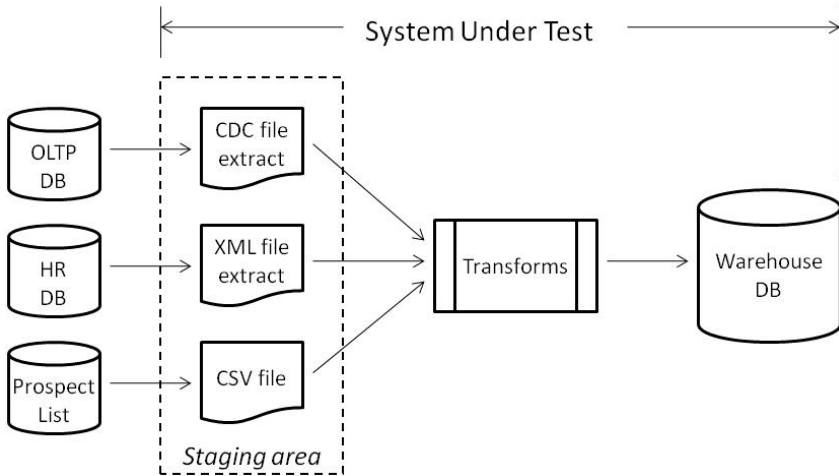 System Under Test
OLTP
DB
CDC file
extract
HR
DB
XML file
extract
Transforms
Warehouse
DB
Prospect
List
CSV file
Staging area